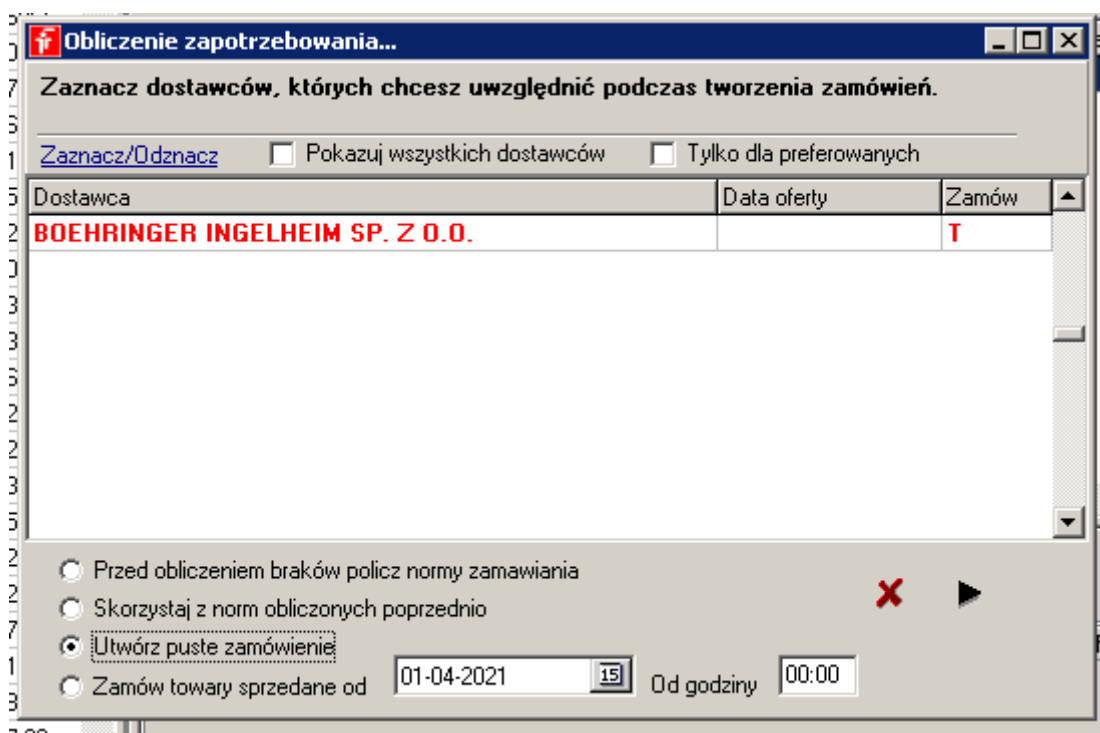 Obliczenie zapotrzebowania...
Zaznacz dostawców, których chcesz uwzględnić podczas tworzenia zamówień.
Zaznacz/Odznacz Pokazuj wszystkich dostawców Tylko dla preferowanych
Dostawca Data oferty Zamów
BOEHRINGER INGELHEIM SP. Z O.O. T
Przed obliczeniem braków policz normy zamawiania
Skorzystaj z norm obliczonych poprzednio
Utwórz puste zamówienie
Zamów towary sprzedane od 01-04-2021 15 Od godziny 00:00